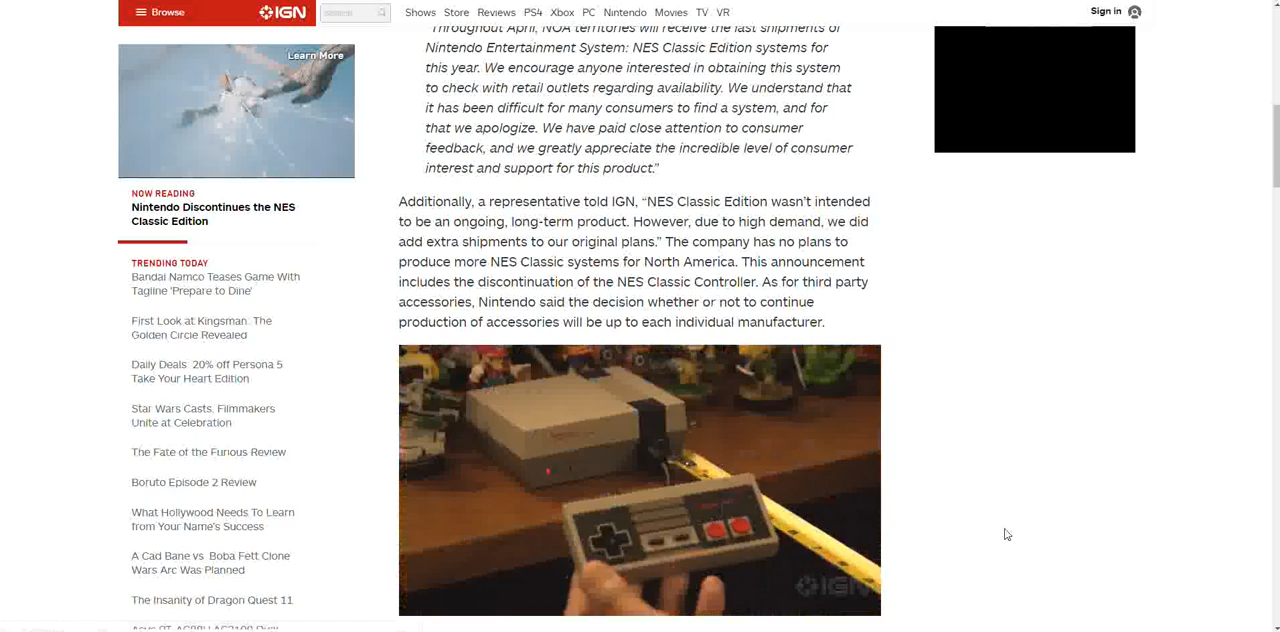 Browse
IGN
Shows Store Reviews PS4 Xbox PC Nintendo Movies TV VR
Sign in
Learn More
NOW READING
Nintendo Discontinues the NES
Classic Edition
TRENDING TODAY
Bandai Namco Teases Game With
Tagline 'Prepare to Dine'
First Look at Kingsman: The
Golden Circle Revealed
Daily Deals: 20% off Persona 5
Take Your Heart Edition
Star Wars Casts, Filmmakers
Unite at Celebration
The Fate of the Furious Review
Boruto Episode 2 Review
What Hollywood Needs To Learn
from Your Name's Success
A Cad Bane vs. Boba Fett Clone
Wars Arc Was Planned
The Insanity of Dragon Quest 11
Throughout April, NOA territories will receive the last shipments of
Nintendo Entertainment System: NES Classic Edition systems for
this year. We encourage anyone interested in obtaining this system
to check with retail outlets regarding availability. We understand that
it has been difficult for many consumers to find a system, and for
that we apologize. We have paid close attention to consumer
feedback, and we greatly appreciate the incredible level of consumer
interest and support for this product.”
Additionally, a representative told IGN, “NES Classic Edition wasn’t intended
to be an ongoing, long-term product. However, due to high demand, we did
add extra shipments to our original plans.” The company has no plans to
produce more NES Classic systems for North America. This announcement
includes the discontinuation of the NES Classic Controller. As for third party
accessories, Nintendo said the decision whether or not to continue
production of accessories will be up to each individual manufacturer.
IGN